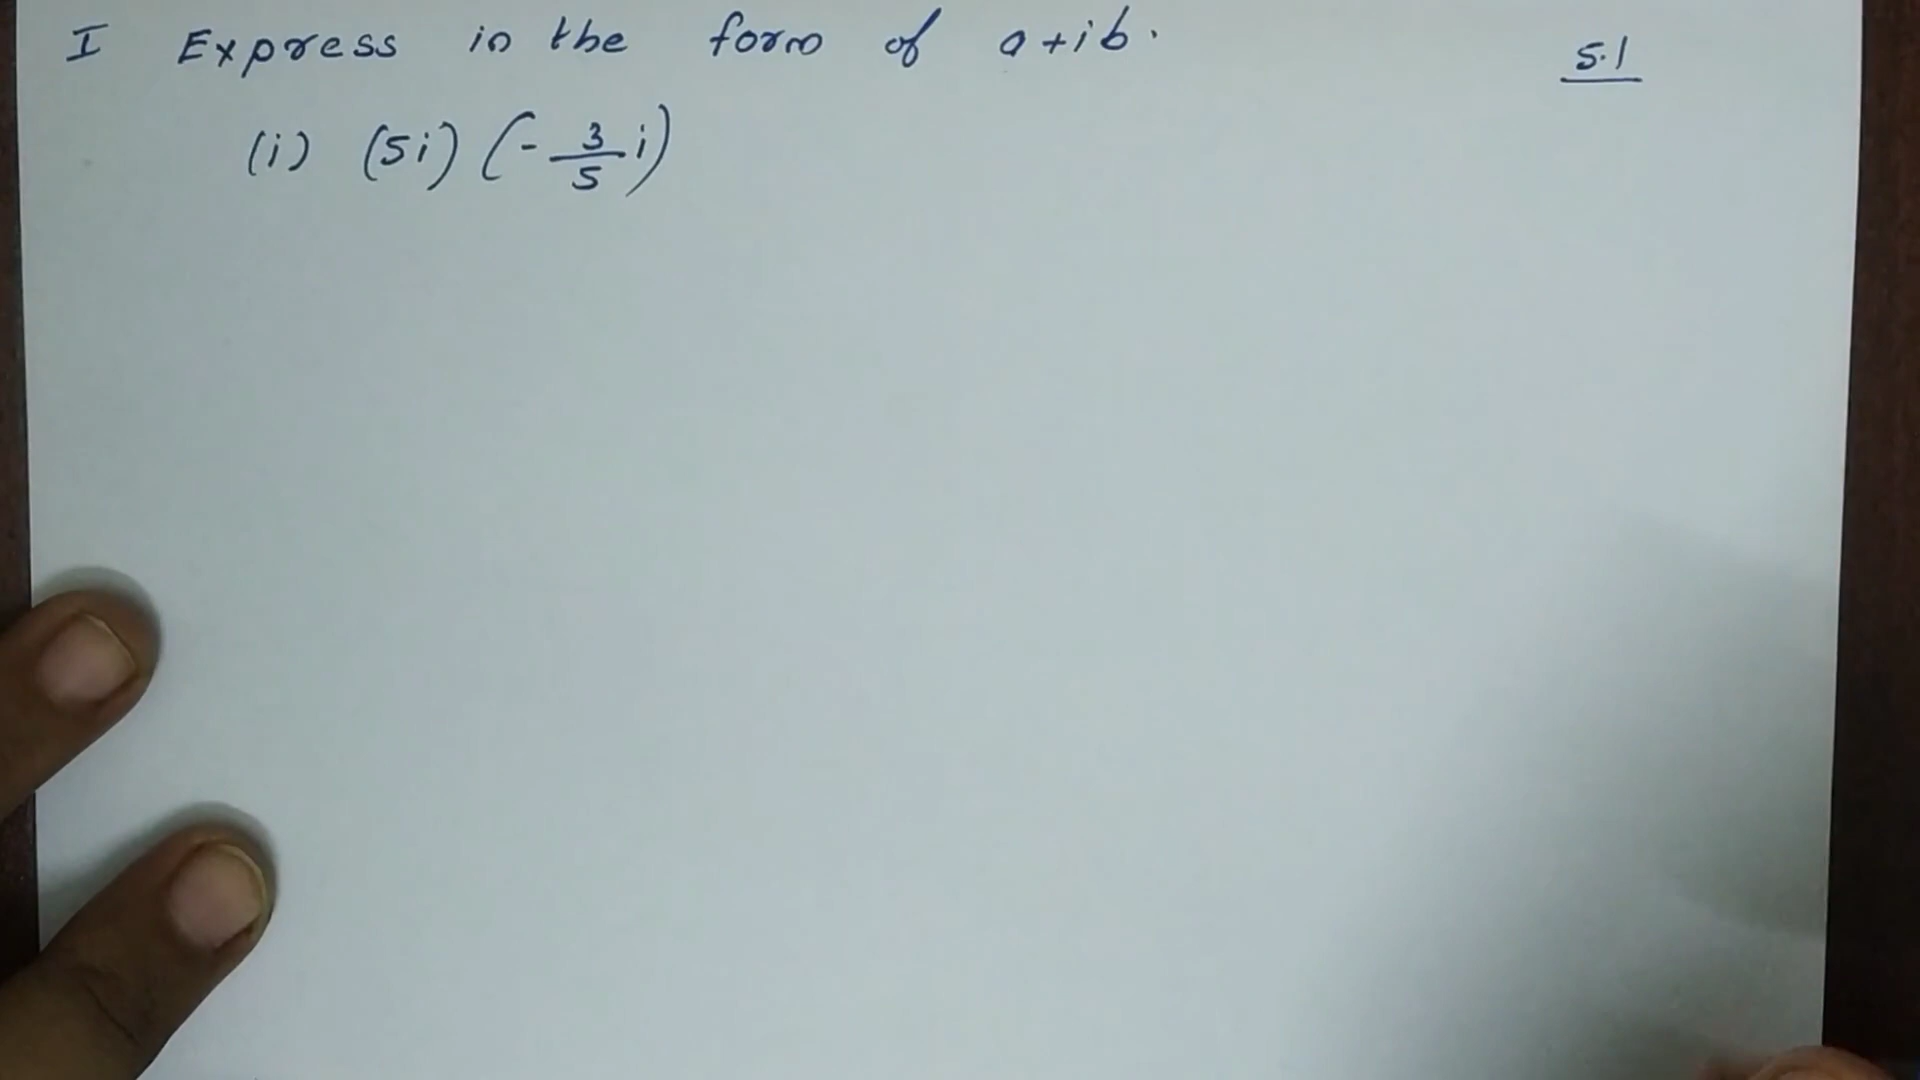 I Express in the form of a+ib.
5.1
(i) (5i) (- 3/5 i)